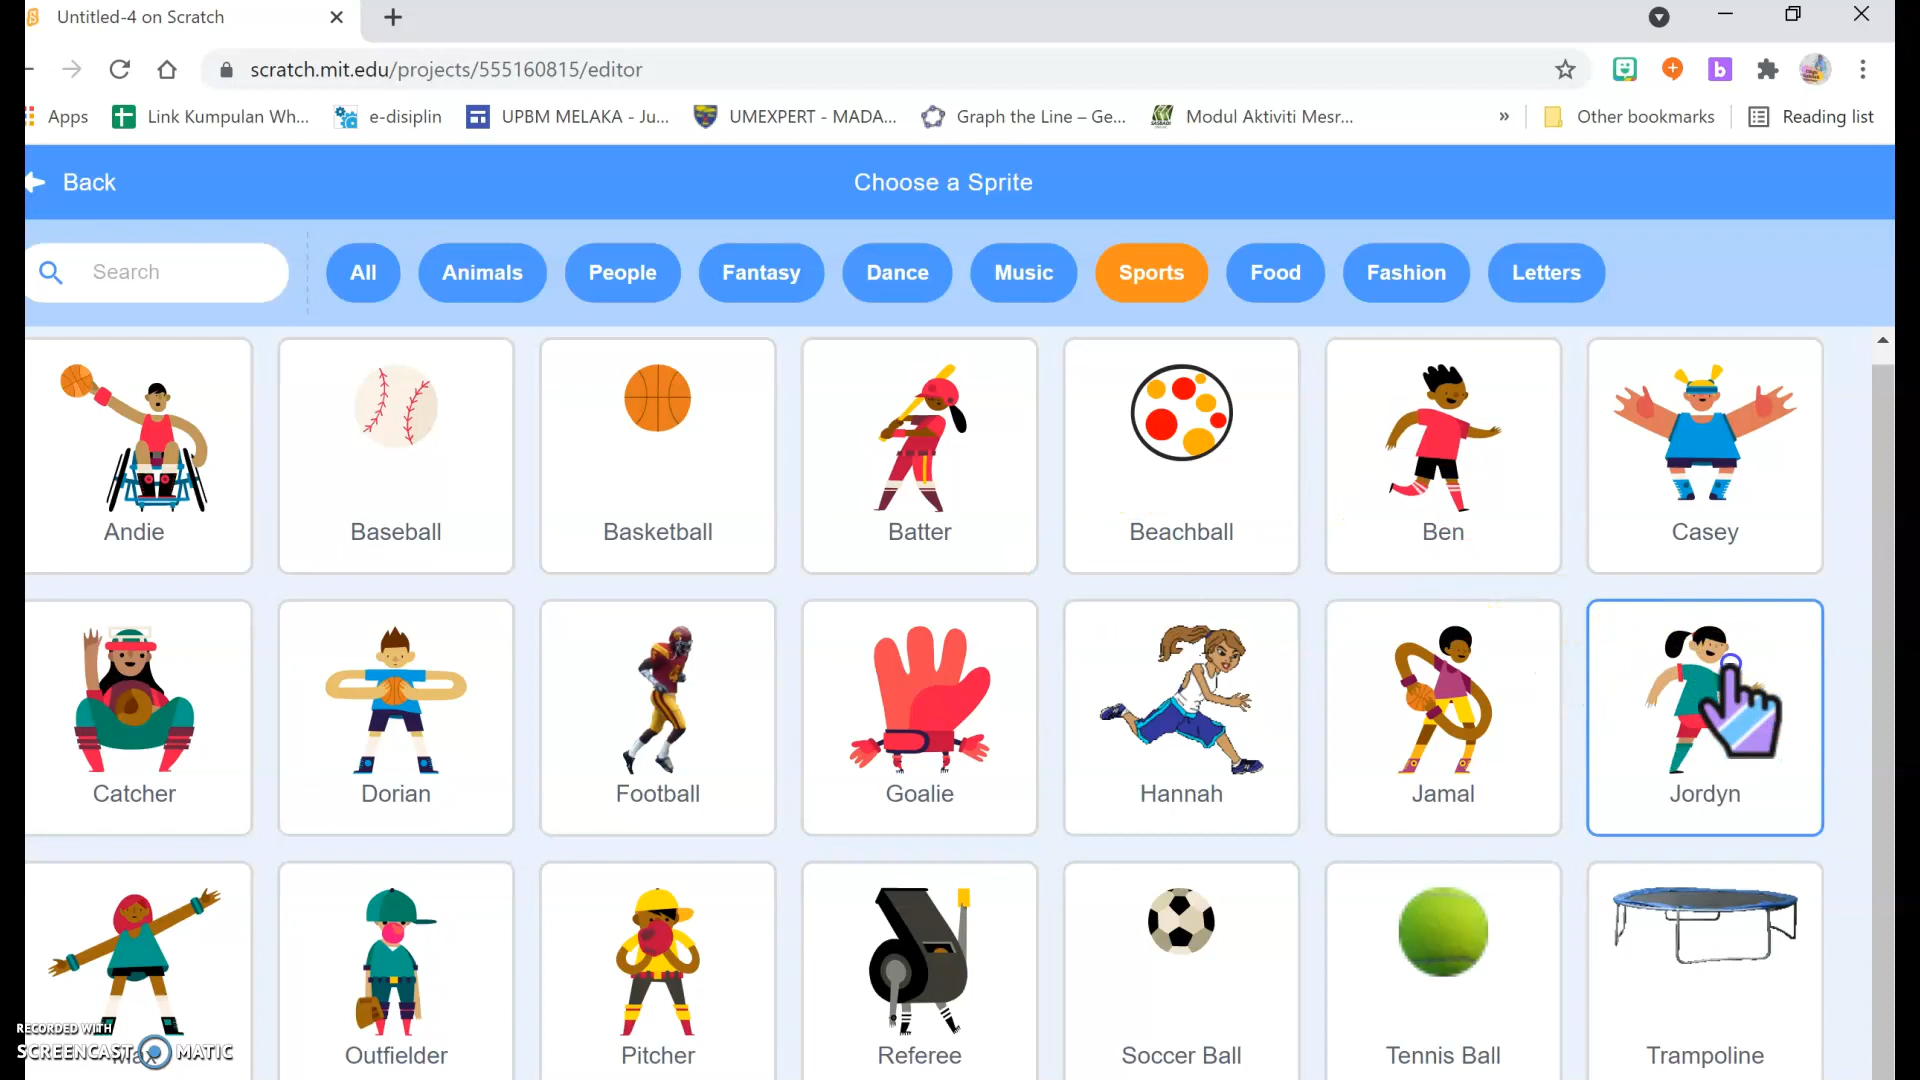 Untitled-4 on Scratch
scratch.mit.edu/projects/555160815/editor
Apps
Link Kumpulan Wh...
e-disiplin
UPBM MELAKA - Ju...
UMEXPERT - MADA...
Graph the Line – Ge...
Modul Aktiviti Mesr...
»
Other bookmarks
Reading list
Back
Choose a Sprite
Search
All
Animals
People
Fantasy
Dance
Music
Sports
Food
Fashion
Letters
Andie
Baseball
Basketball
Batter
Beachball
Ben
Casey
Catcher
Dorian
Football
Goalie
Hannah
Jamal
Jordyn
Max
Outfielder
Pitcher
Referee
Soccer Ball
Tennis Ball
Trampoline
RECORDED WITH
SCREENCAST MATIC